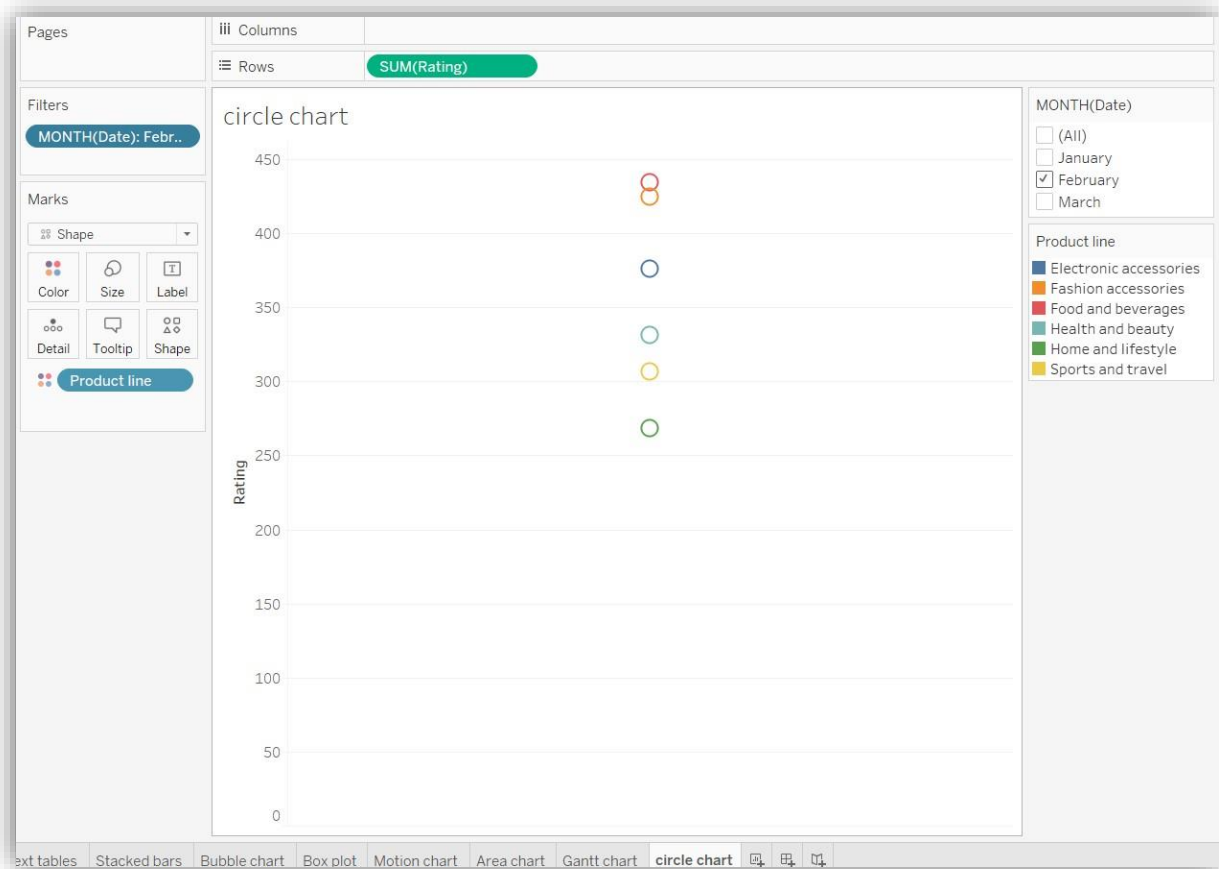 Pages
iii Columns
Rows
SUM(Rating)
Filters
MONTH(Date): Febr..
Marks
Shape
Color
Size
Label
Detail
Tooltip
Shape
Product line
circle chart
450
400
350
300
250
200
150
100
50
0
Rating
MONTH(Date)
(All)
January
February
March
Product line
Electronic accessories
Fashion accessories
Food and beverages
Health and beauty
Home and lifestyle
Sports and travel
ext tables
Stacked bars
Bubble chart
Box plot
Motion chart
Area chart
Gantt chart
circle chart